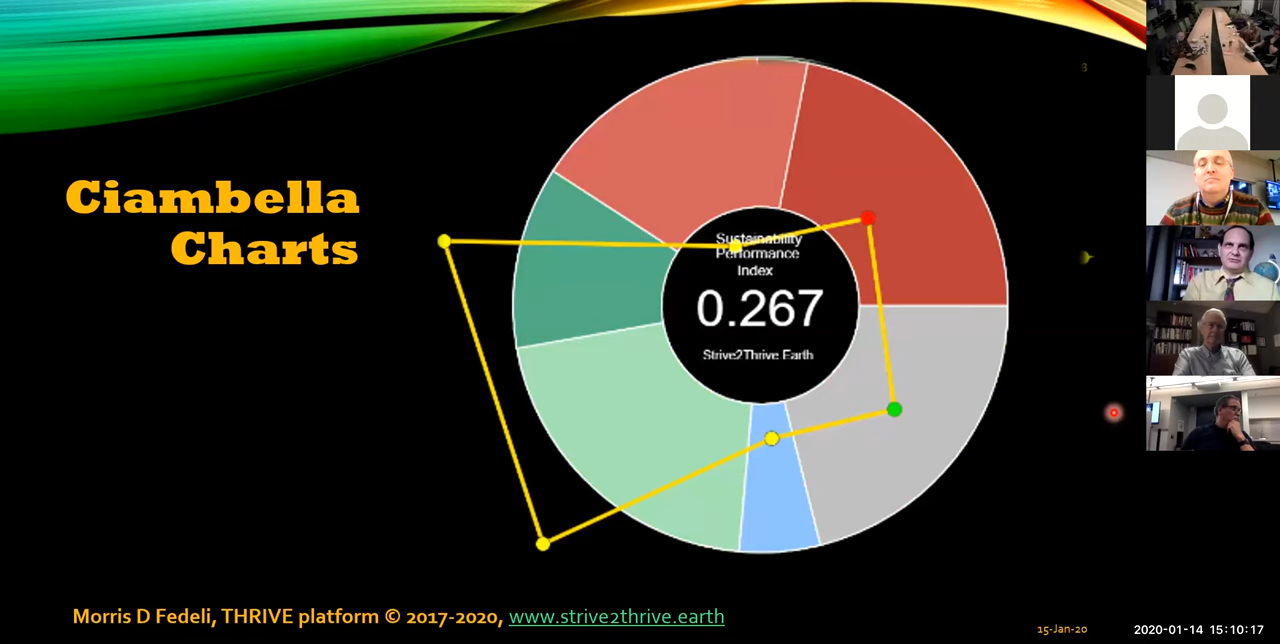 Ciambella
Charts
3
Sustainability
Performance
Index
0.267
Strive2Thrive Earth
Morris D Fedeli, THRIVE platform © 2017-2020, www.strive2thrive.earth
15-Jan-20
2020-01-14 15:10:17